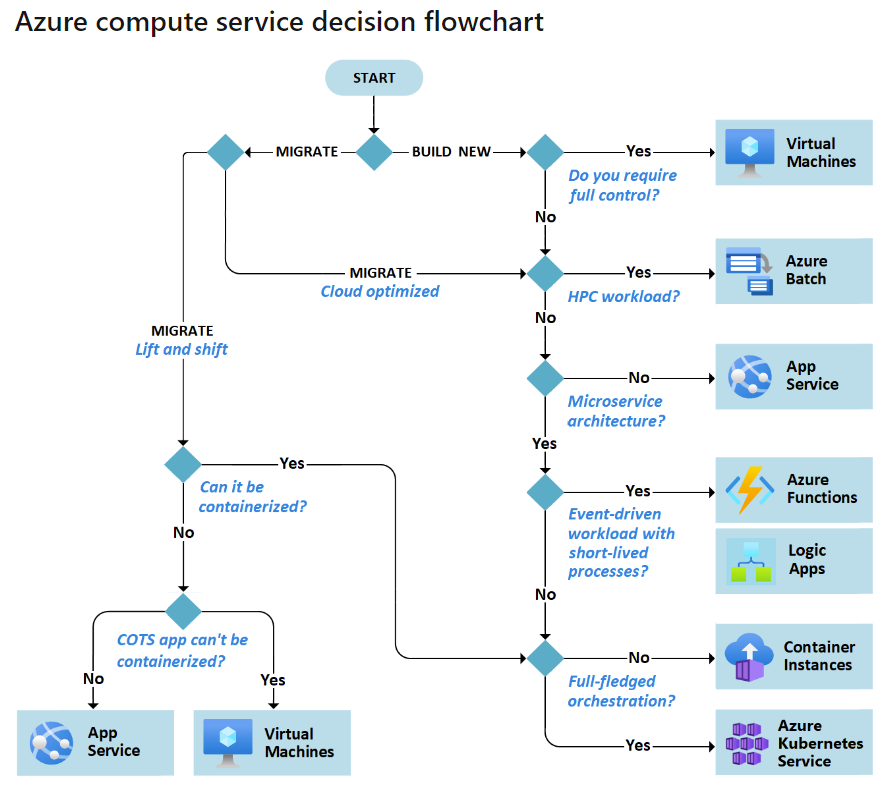 Azure compute service decision flowchart
START
MIGRATE
BUILD NEW
Yes
Virtual
Machines
Do you require
full control?
No
MIGRATE
Cloud optimized
Yes
Azure
Batch
HPC workload?
No
MIGRATE
Lift and shift
No
App
Service
Microservice
architecture?
Yes
Can it be
containerized?
Yes
No
Yes
Azure
Functions
Event-driven
workload with
short-lived
processes?
Logic
Apps
No
COTS app can't be
containerized?
No
Yes
App
Service
Virtual
Machines
No
Container
Instances
Full-fledged
orchestration?
Yes
Azure
Kubernetes
Service